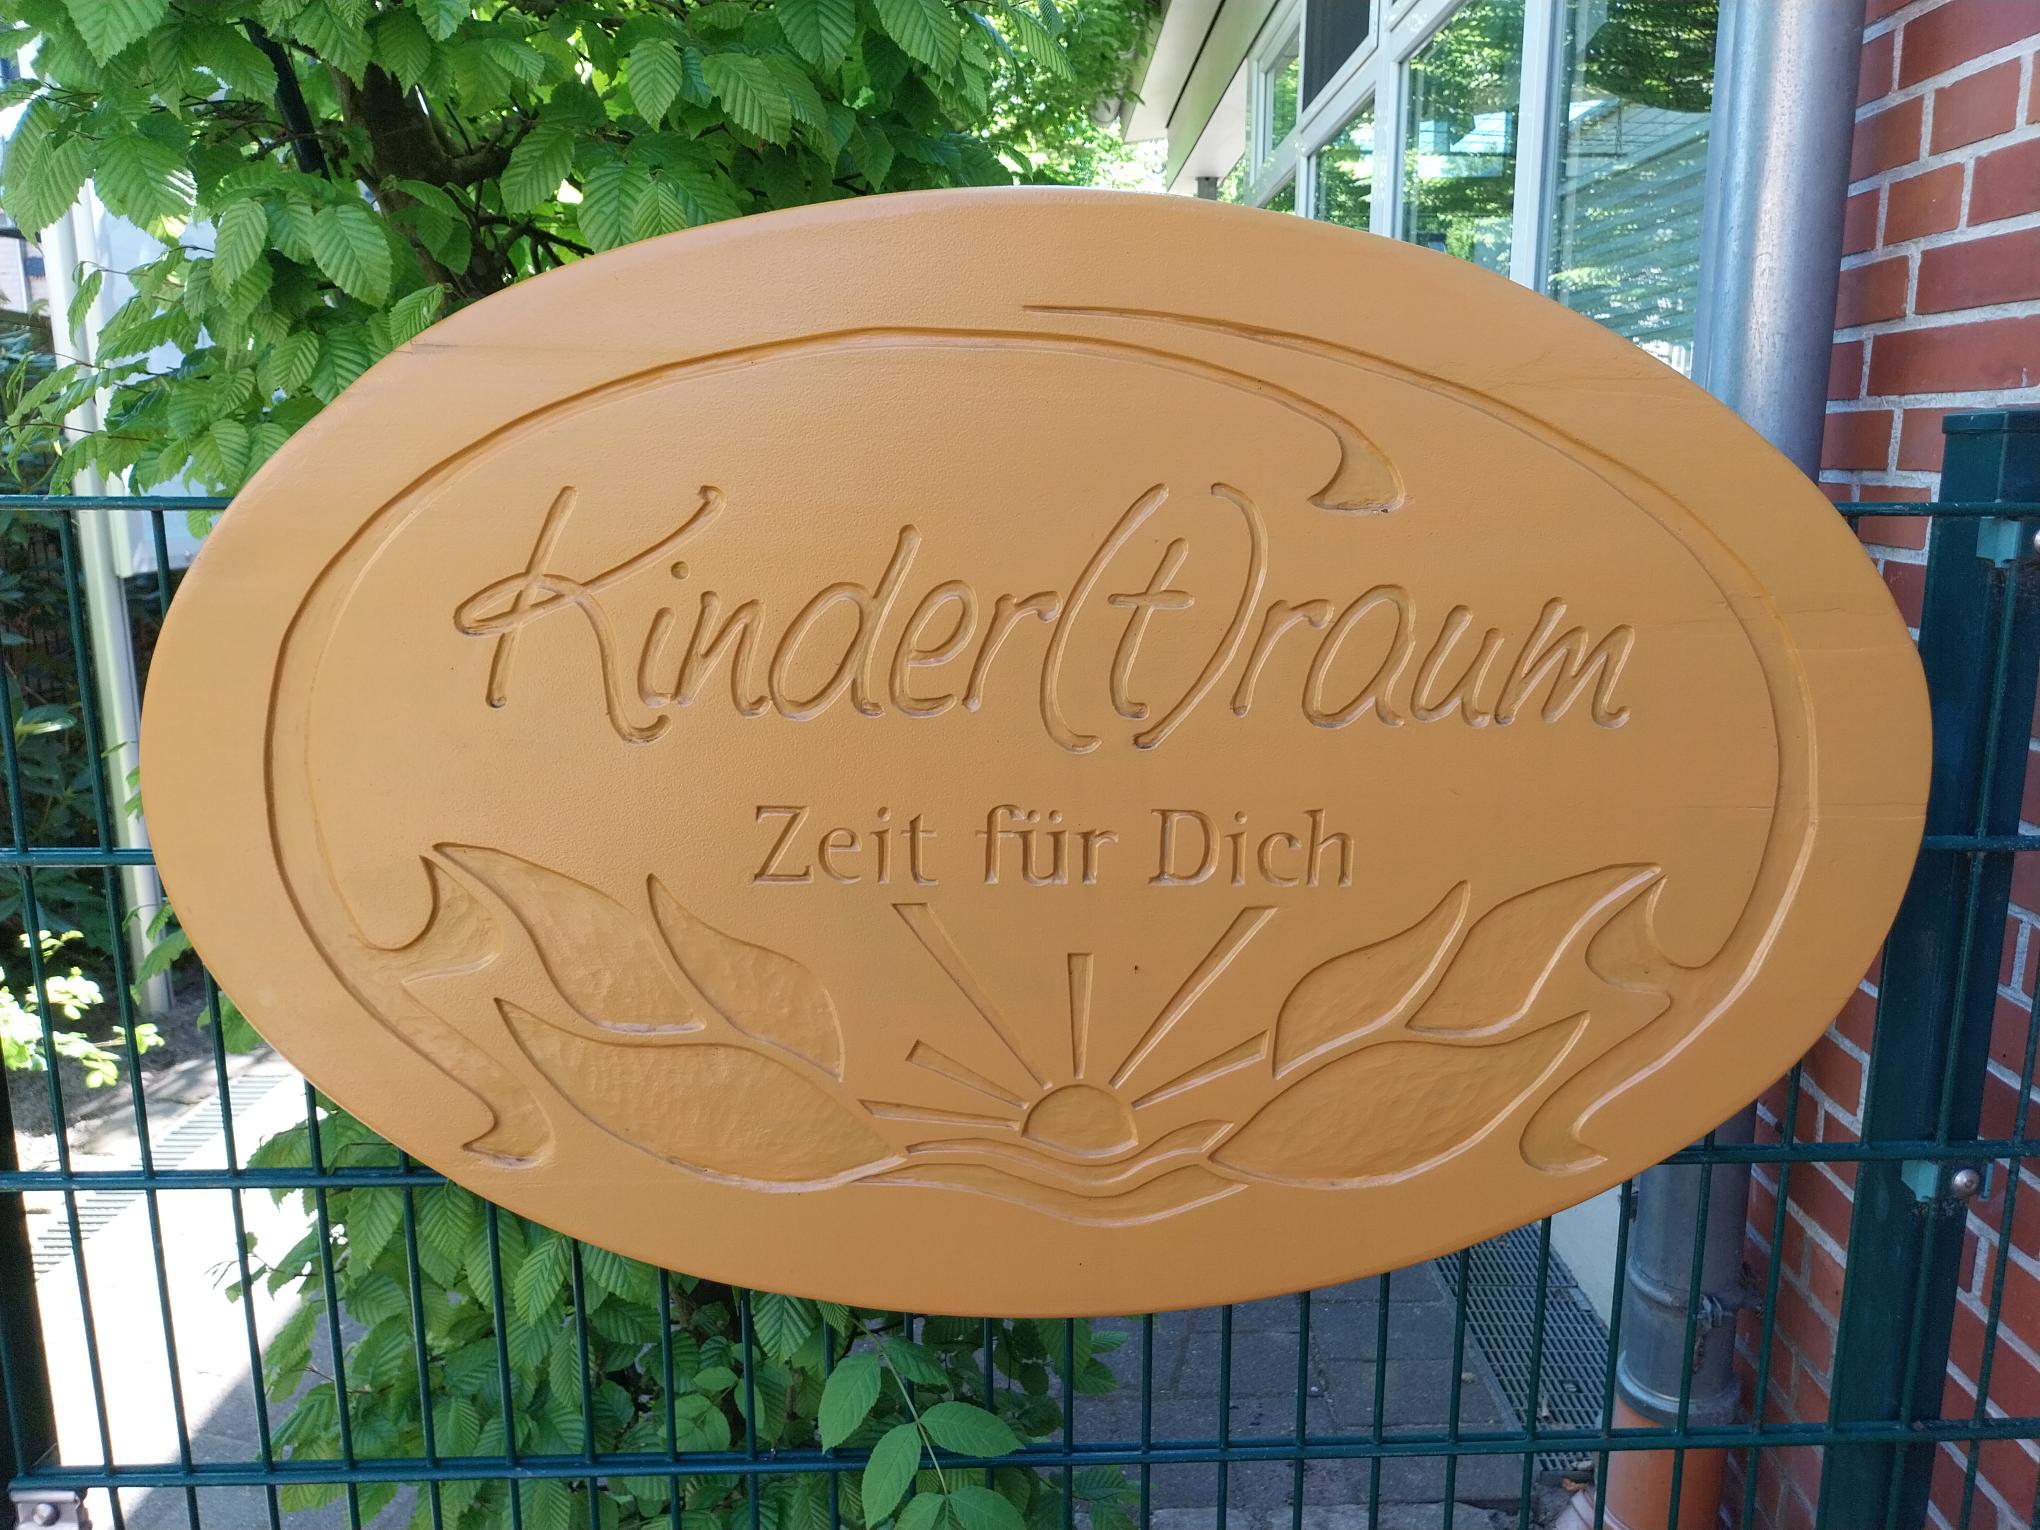 Kinder(t)raum
Zeit für Dich